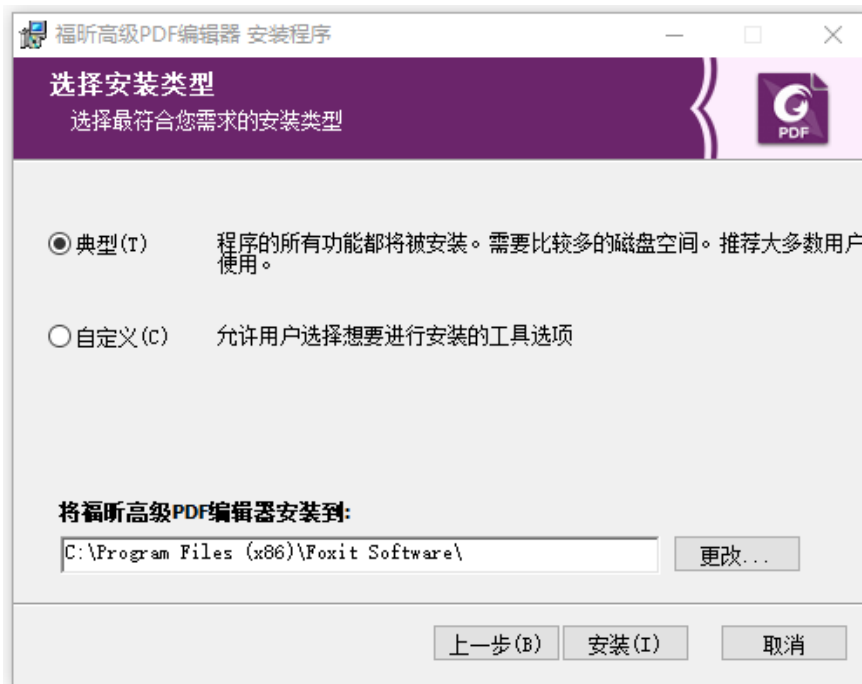 福昕高级PDF编辑器 安装程序
选择安装类型
选择最符合您需求的安装类型
PDF
典型(T)
程序的所有功能都将被安装。需要比较多的磁盘空间。推荐大多数用户
使用。
自定义(C)
允许用户选择想要进行安装的工具选项
将福昕高级PDF编辑器安装到:
C:\Program Files (x86)\Foxit Software\
更改...
上一步(B)
安装(I)
取消